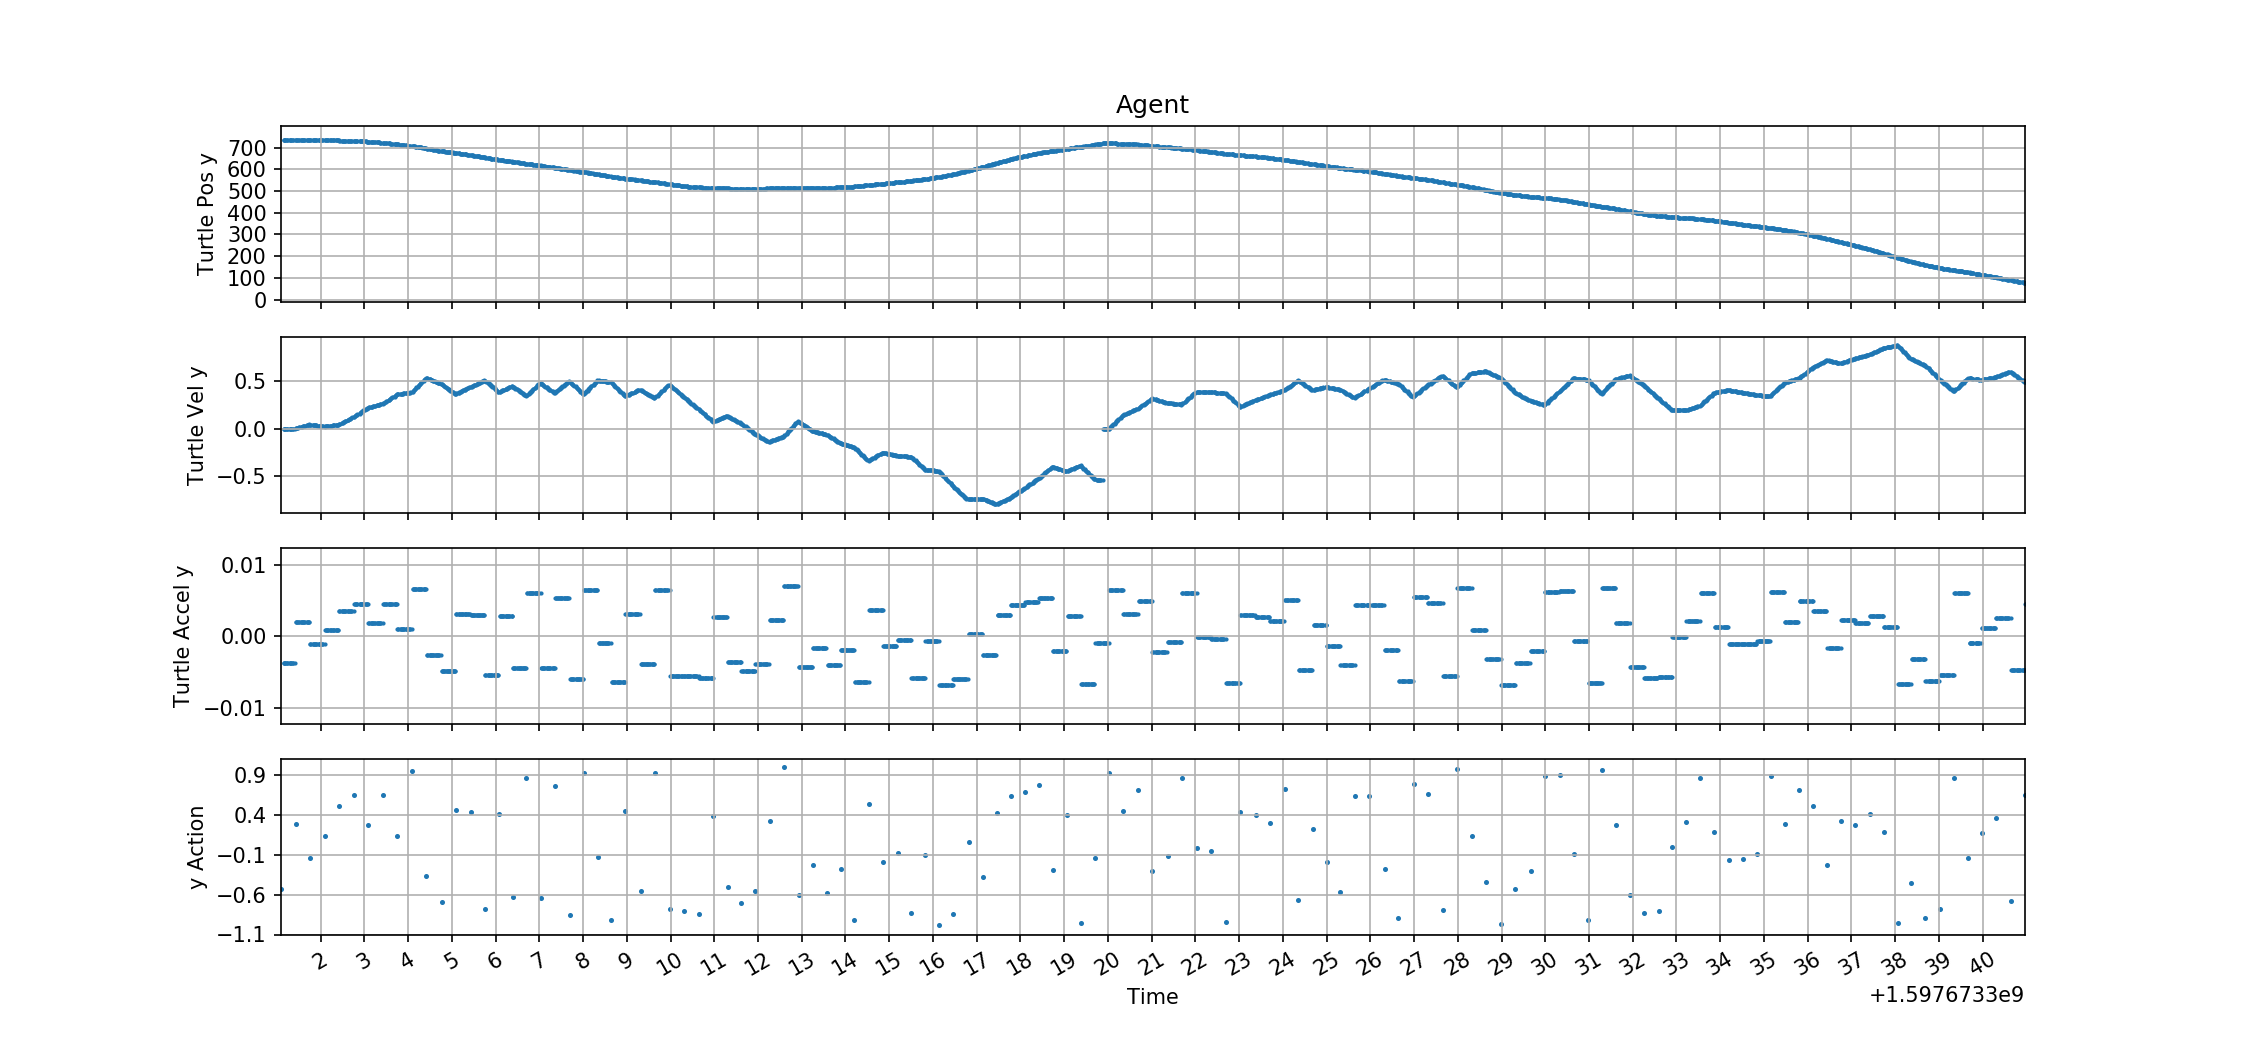 Agent
Turtle Pos y
700
600
500
400
300
200
100
0
Turtle Vel y
0.5
0.0
−0.5
Turtle Accel y
0.01
0.00
−0.01
y Action
0.9
0.4
−0.1
−0.6
−1.1
2 3 4 5 6 7 8 9 10 11 12 13 14 15 16 17 18 19 20 21 22 23 24 25 26 27 28 29 30 31 32 33 34 35 36 37 38 39 40
Time
+1.5976733e9